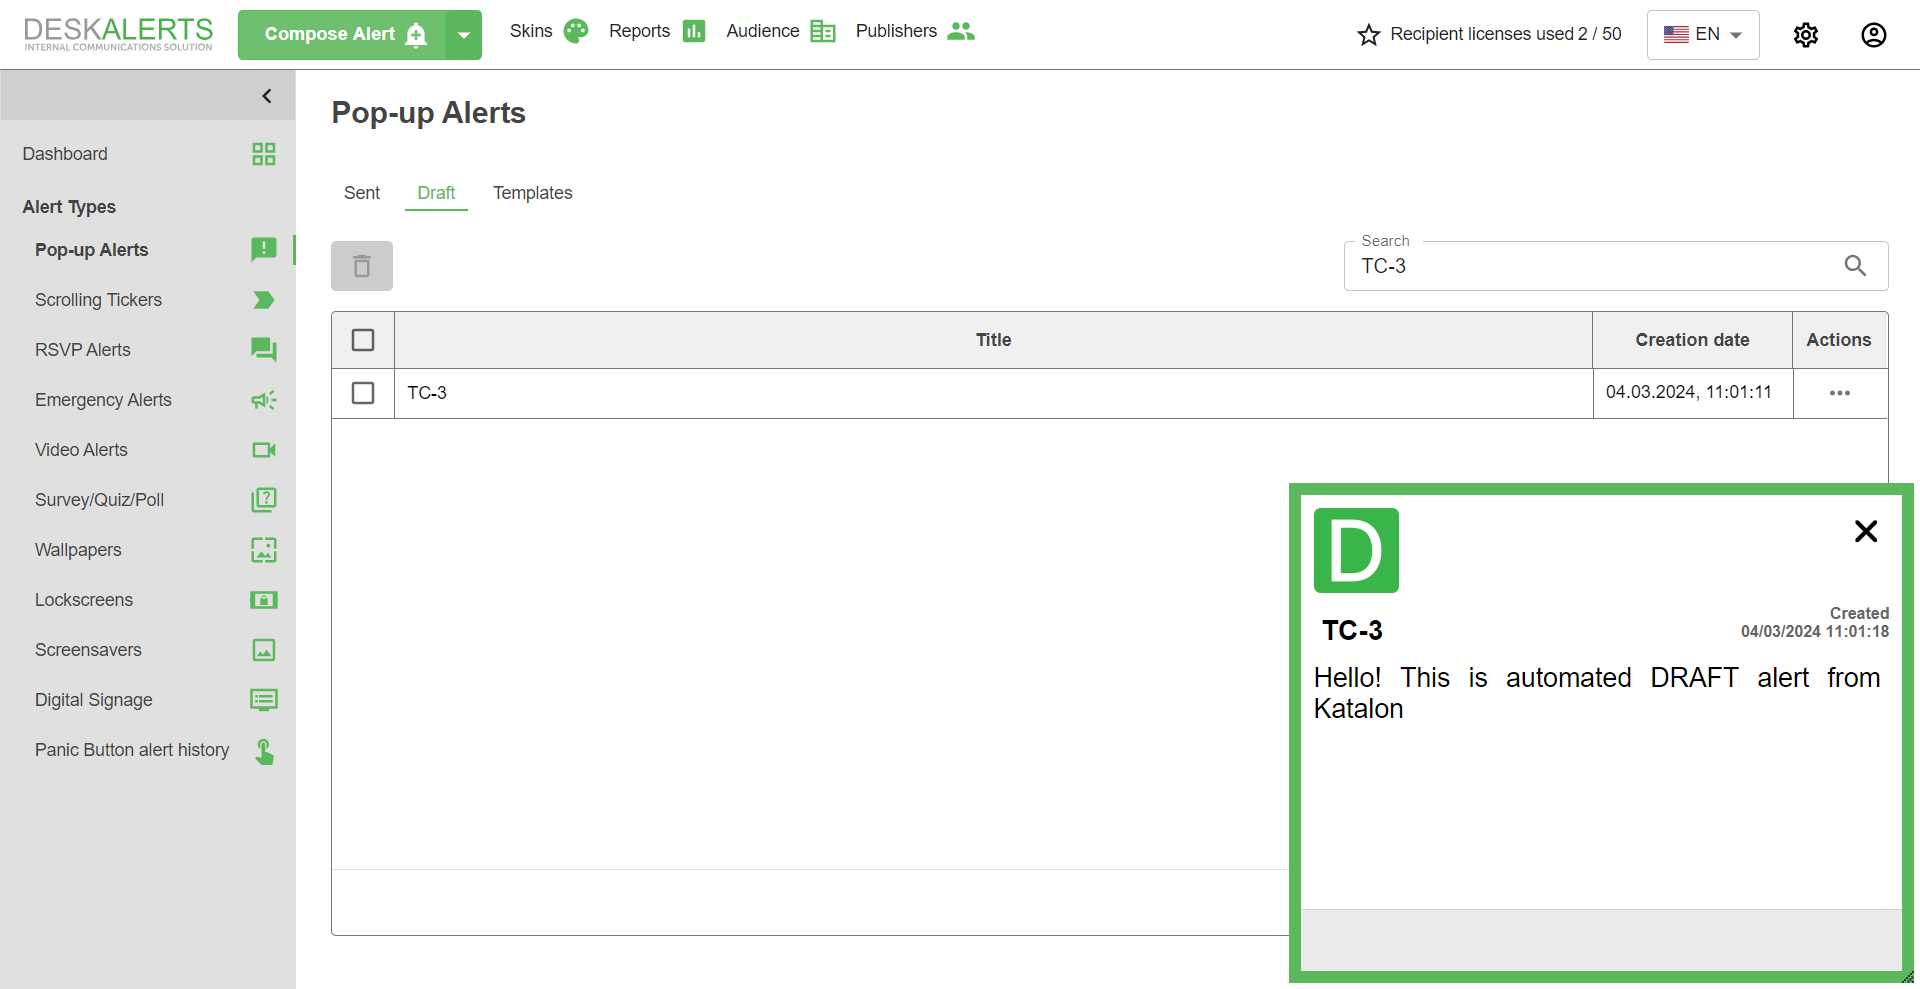 DESKALERTS
INTERNAL COMMUNICATIONS SOLUTION
Compose Alert
Skins
Reports
Audience
Publishers
Recipient licenses used 2 / 50
EN
Dashboard
Alert Types
Pop-up Alerts
Scrolling Tickers
RSVP Alerts
Emergency Alerts
Video Alerts
Survey/Quiz/Poll
Wallpapers
Lockscreens
Screensavers
Digital Signage
Panic Button alert history
Pop-up Alerts
Sent Draft Templates
Search
TC-3
Title Creation date Actions
TC-3 04.03.2024, 11:01:11
D
Created
04/03/2024 11:01:18
TC-3
Hello! This is automated DRAFT alert from
Katalon